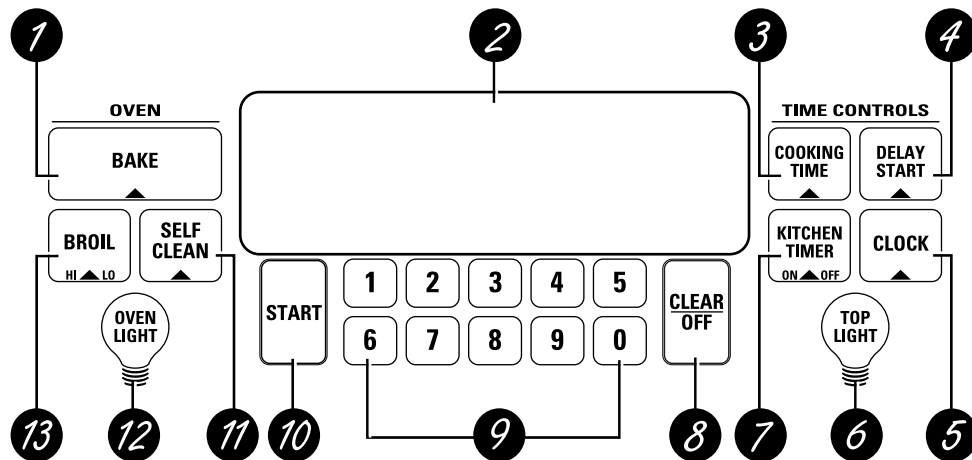 1
2
3
4
OVEN
TIME CONTROLS
BAKE
COOKING
TIME
DELAY
START
BROIL
HI LO
SELF
CLEAN
KITCHEN
TIMER
ON OFF
CLOCK
START
1 2 3 4 5
6 7 8 9 0
CLEAR
OFF
OVEN
LIGHT
TOP
LIGHT
13
12
11
10
9
8
7
6
5